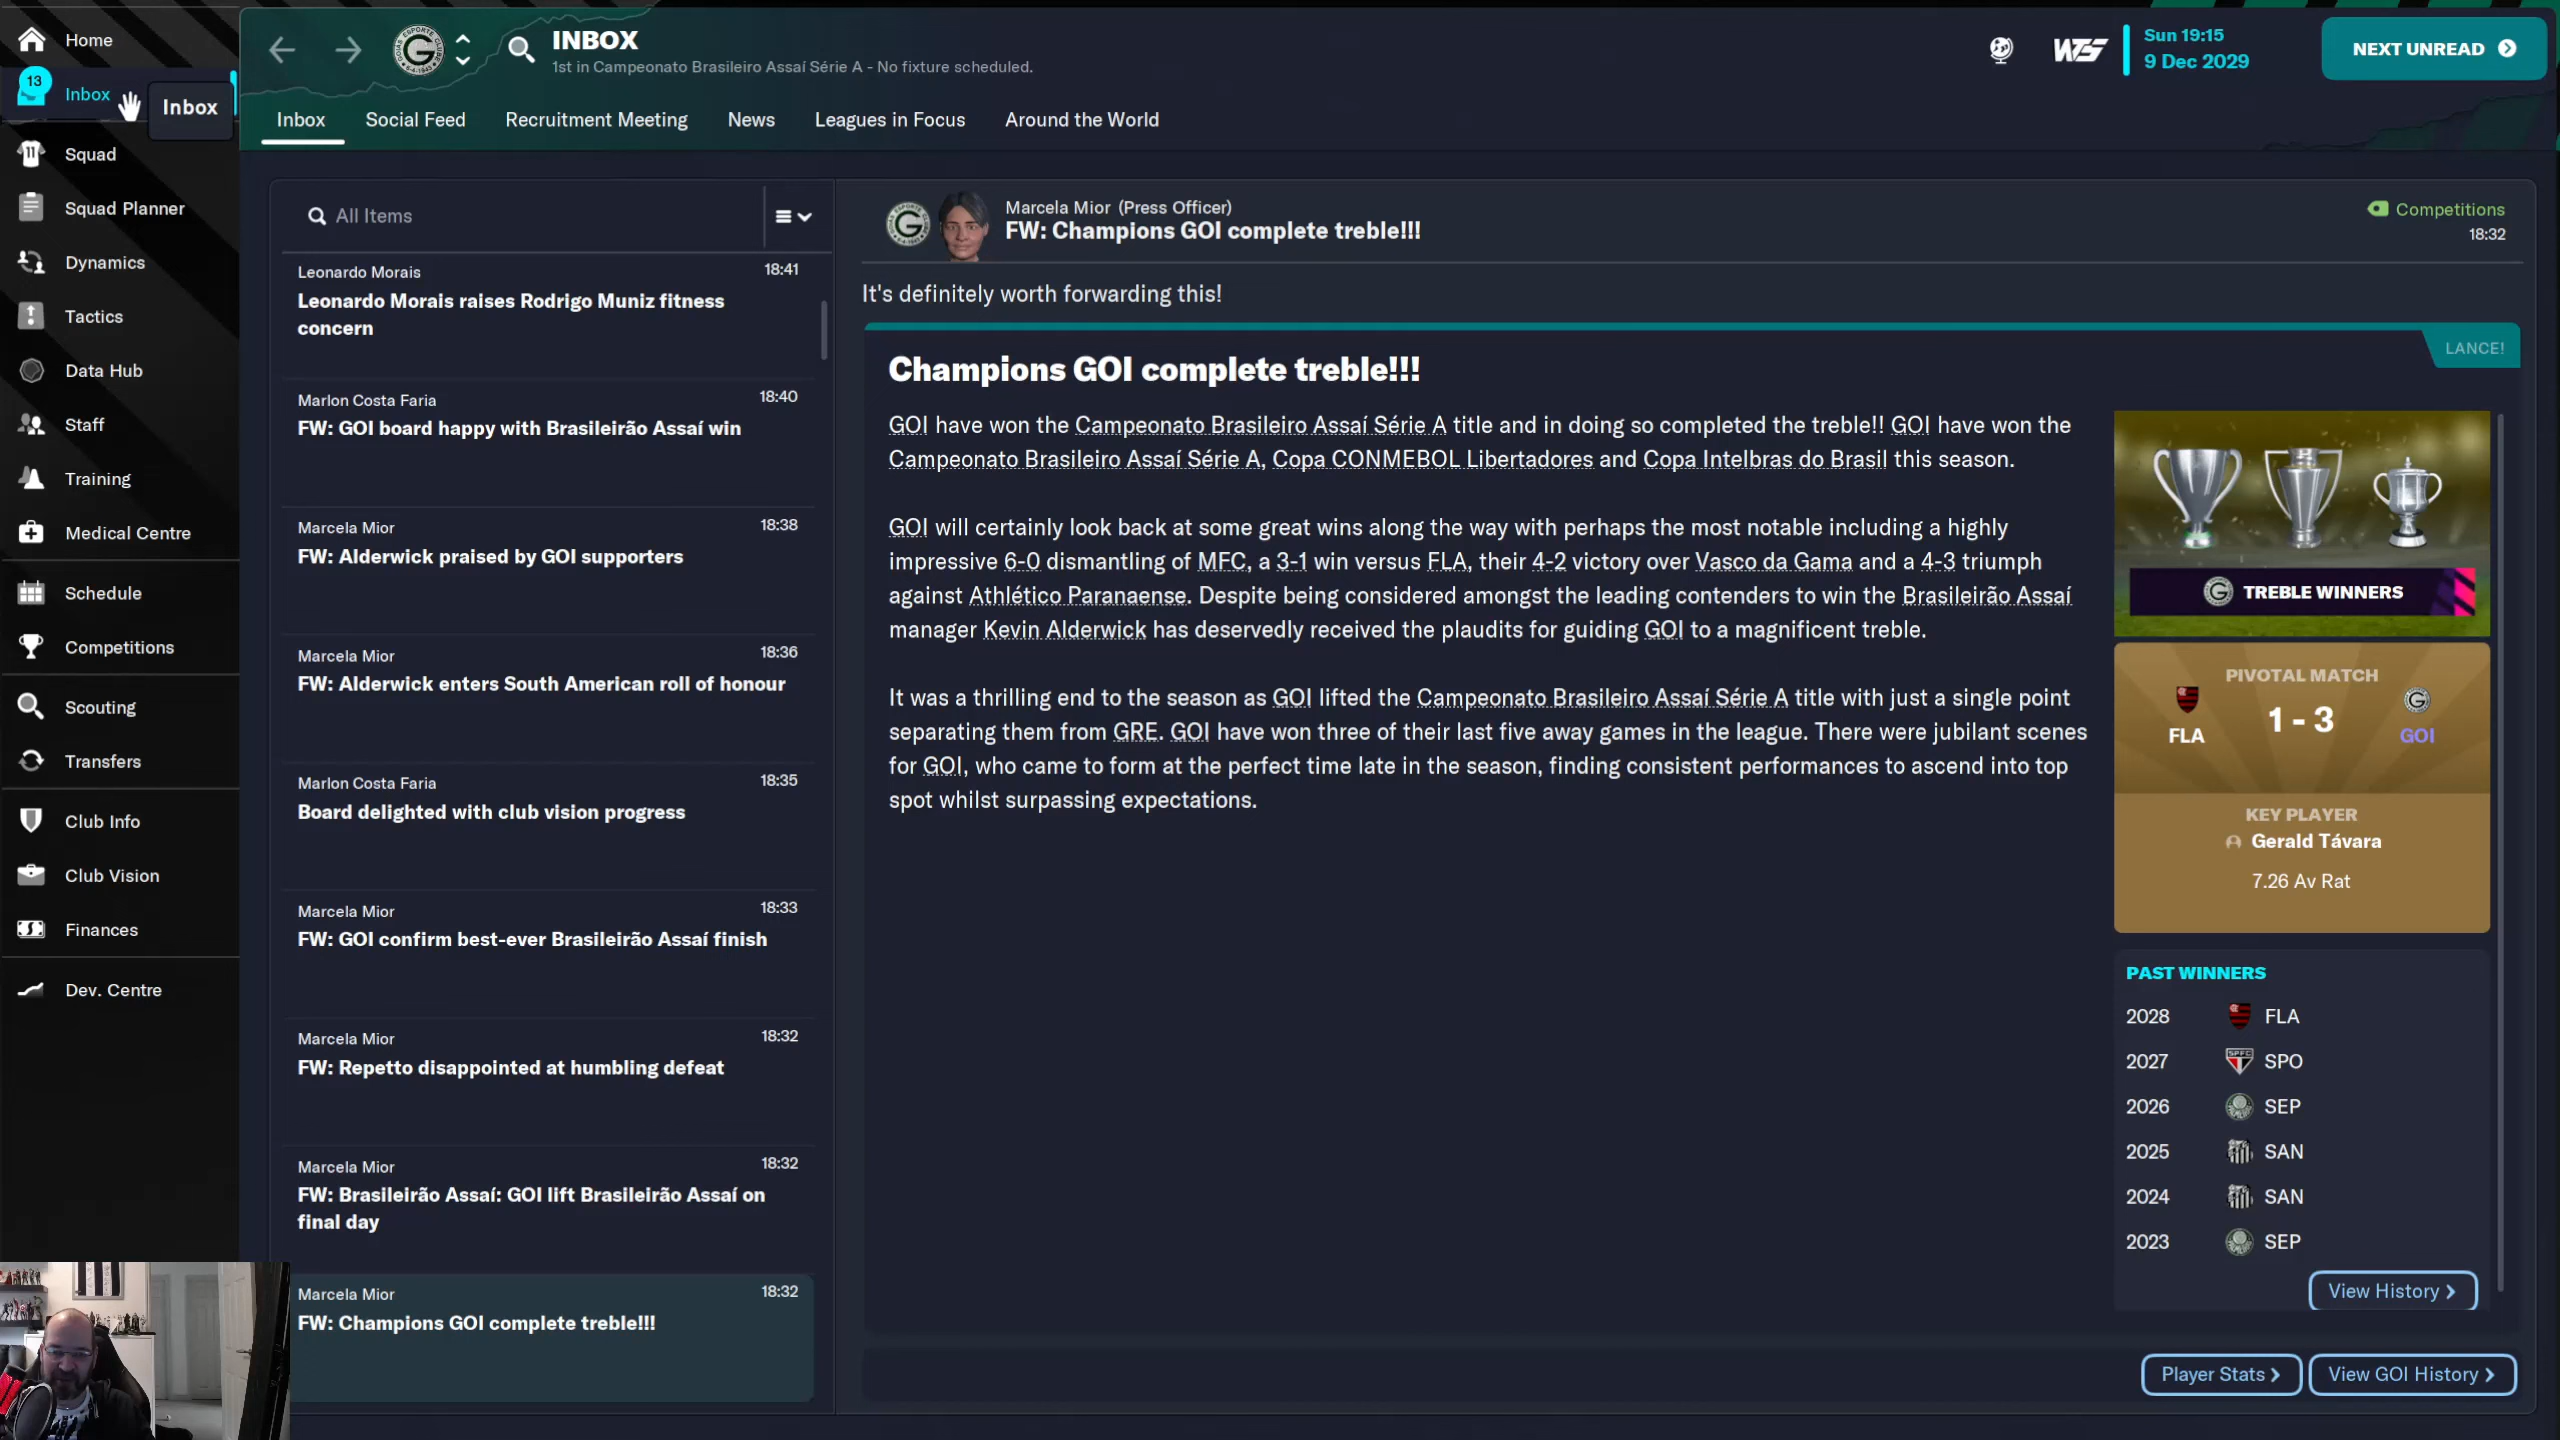 Home
13
Inbox
Inbox
Squad
Squad Planner
Dynamics
Tactics
Data Hub
Staff
Training
Medical Centre
Schedule
Competitions
Scouting
Transfers
Club Info
Club Vision
Finances
Dev. Centre
INBOX
1st in Campeonato Brasileiro Assaí Série A - No fixture scheduled.
Sun 19:15
9 Dec 2029
NEXT UNREAD
Inbox Social Feed Recruitment Meeting News Leagues in Focus Around the World
All Items
Leonardo Morais 18:41
Leonardo Morais raises Rodrigo Muniz fitness
concern
Marlon Costa Faria 18:40
FW: GOI board happy with Brasileirão Assaí win
Marcela Mior 18:38
FW: Alderwick praised by GOI supporters
Marcela Mior 18:36
FW: Alderwick enters South American roll of honour
Marlon Costa Faria 18:35
Board delighted with club vision progress
Marcela Mior 18:33
FW: GOI confirm best-ever Brasileirão Assaí finish
Marcela Mior 18:32
FW: Repetto disappointed at humbling defeat
Marcela Mior 18:32
FW: Brasileirão Assaí: GOI lift Brasileirão Assaí on
final day
Marcela Mior 18:32
FW: Champions GOI complete treble!!!
Marcela Mior (Press Officer)
FW: Champions GOI complete treble!!!
Competitions
18:32
It's definitely worth forwarding this!
LANCE!
Champions GOI complete treble!!!
GOI have won the Campeonato Brasileiro Assaí Série A title and in doing so completed the treble!! GOI have won the
Campeonato Brasileiro Assaí Série A, Copa CONMEBOL Libertadores and Copa Intelbras do Brasil this season.
GOI will certainly look back at some great wins along the way with perhaps the most notable including a highly
impressive 6-0 dismantling of MFC, a 3-1 win versus FLA, their 4-2 victory over Vasco da Gama and a 4-3 triumph
against Athlético Paranaense. Despite being considered amongst the leading contenders to win the Brasileirão Assaí
manager Kevin Alderwick has deservedly received the plaudits for guiding GOI to a magnificent treble.
It was a thrilling end to the season as GOI lifted the Campeonato Brasileiro Assaí Série A title with just a single point
separating them from GRE. GOI have won three of their last five away games in the league. There were jubilant scenes
for GOI, who came to form at the perfect time late in the season, finding consistent performances to ascend into top
spot whilst surpassing expectations.
TREBLE WINNERS
PIVOTAL MATCH
FLA 1 - 3 GOI
KEY PLAYER
Gerald Távara
7.26 Av Rat
PAST WINNERS
2028 FLA
2027 SPO
2026 SEP
2025 SAN
2024 SAN
2023 SEP
View History
Player Stats
View GOI History